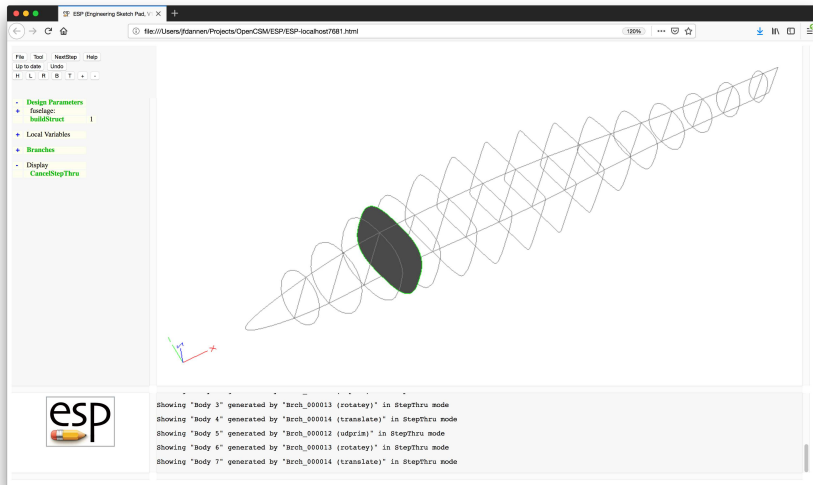 ESP (Engineering Sketch Pad, V
file:///Users/jfdannen/Projects/OpenCSM/ESP/ESP-localhost7681.html
120%
File Tool NextStep Help
Up to date Undo
H L R B T + -
- Design Parameters
+ fuselage:
buildStruct 1
+ Local Variables
+ Branches
- Display
CancelStepThru
X
esp
Showing "Body 3" generated by "Brch_000013 (rotatey)" in StepThru mode
Showing "Body 4" generated by "Brch_000014 (translate)" in StepThru mode
Showing "Body 5" generated by "Brch_000012 (udprim)" in StepThru mode
Showing "Body 6" generated by "Brch_000013 (rotatey)" in StepThru mode
Showing "Body 7" generated by "Brch_000014 (translate)" in StepThru mode